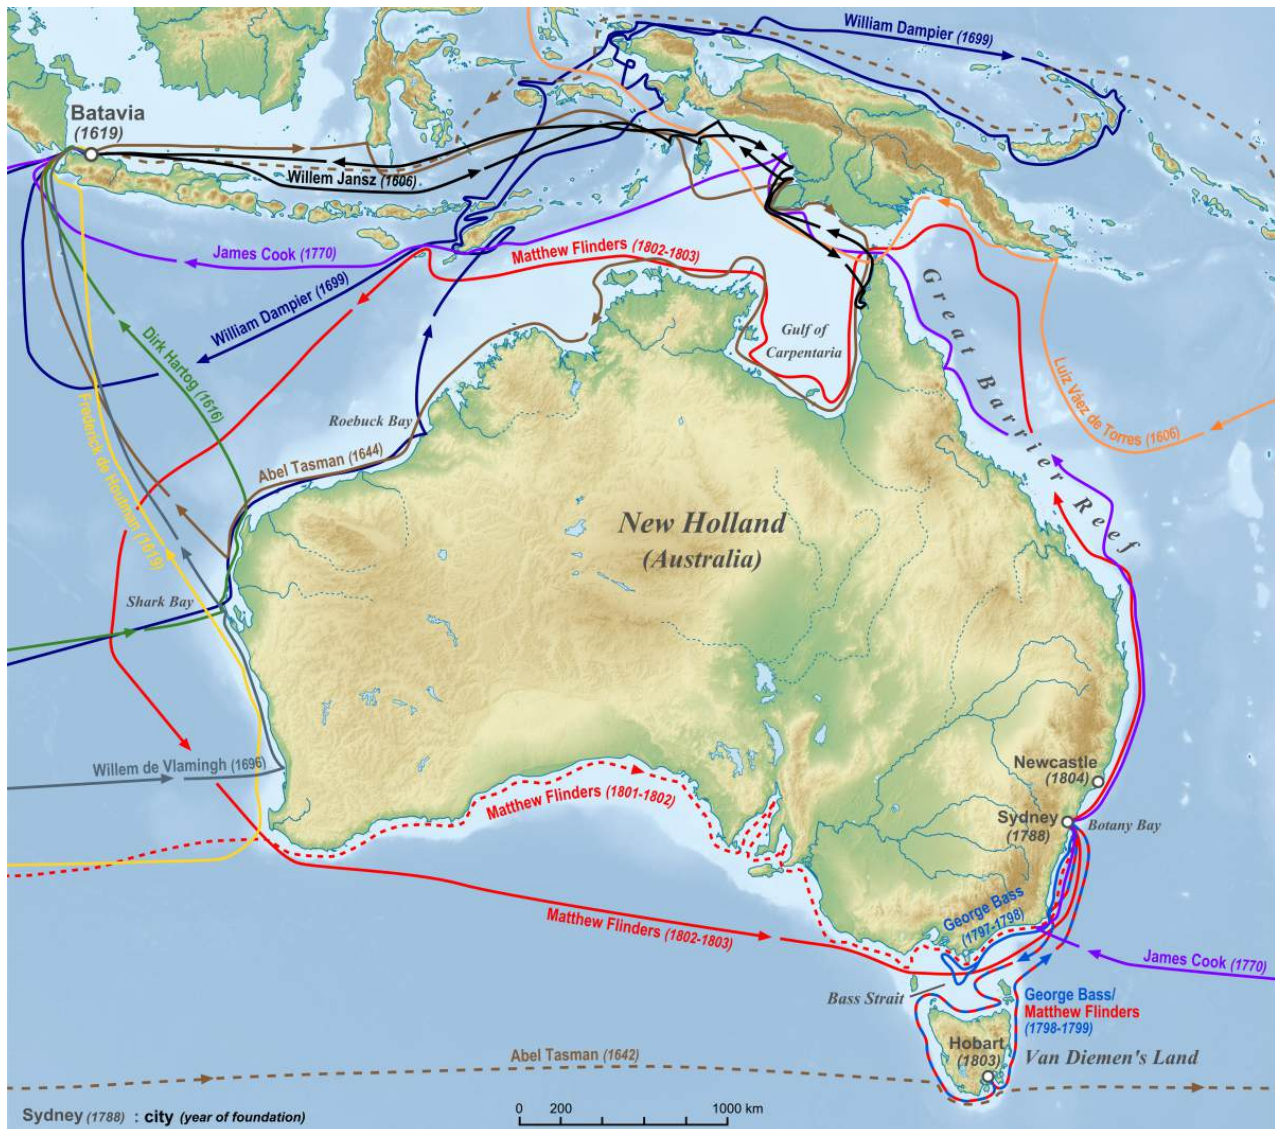 William Dampier (1699)
Batavia
(1619)
Willem Jansz (1606)
James Cook (1770)
Matthew Flinders (1802-1803)
William Dampier (1699)
Great Barrier Reef
Gulf of
Carpentaria
Dirk Hartog (1616)
Luiz Váez de Torres (1606)
Frederick de Houtman (1619)
Roebuck Bay
Abel Tasman (1644)
New Holland
(Australia)
Shark Bay
Willem de Vlamingh (1696)
Newcastle
(1804)
Matthew Flinders
(1801-1802)
Sydney
(1788)
Botany Bay
George Bass
(1797-1798)
Matthew Flinders (1802-1803)
James Cook (1770)
Bass Strait
George Bass/
Matthew Flinders
(1798-1799)
Hobart
(1803)
Van Diemen's Land
Abel Tasman (1642)
Sydney (1788) : city (year of foundation)
0 200 1000 km